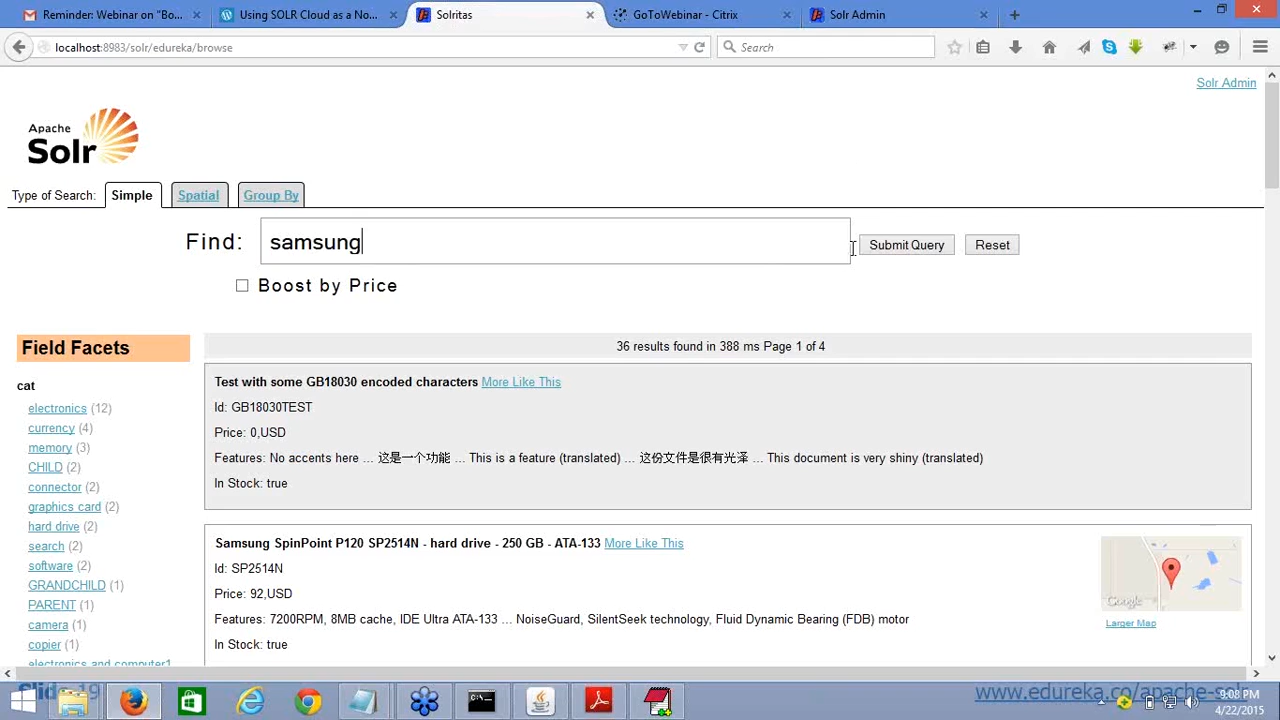 Reminder: Webinar on "Bo...
Using SOLR Cloud as a No...
Solritas
GoToWebinar - Citrix
Solr Admin
localhost:8983/solr/edureka/browse
Search
Solr Admin
Apache
Solr
Type of Search: Simple Spatial Group By
Find: samsung Submit Query Reset
Boost by Price
Field Facets
36 results found in 388 ms Page 1 of 4
cat
electronics (12)
currency (4)
memory (3)
CHILD (2)
connector (2)
graphics card (2)
hard drive (2)
search (2)
software (2)
GRANDCHILD (1)
PARENT (1)
camera (1)
copier (1)
electronics and computer1
Test with some GB18030 encoded characters More Like This
Id: GB18030TEST
Price: 0,USD
Features: No accents here ... 这是一个功能 ... This is a feature (translated) ... 这份文件是很有光泽 ... This document is very shiny (translated)
In Stock: true
Samsung SpinPoint P120 SP2514N - hard drive - 250 GB - ATA-133 More Like This
Id: SP2514N
Price: 92,USD
Features: 7200RPM, 8MB cache, IDE Ultra ATA-133 ... NoiseGuard, SilentSeek technology, Fluid Dynamic Bearing (FDB) motor
In Stock: true
Google
Larger Map
www.edureka.co/apache-so
9:08 PM
4/22/2015